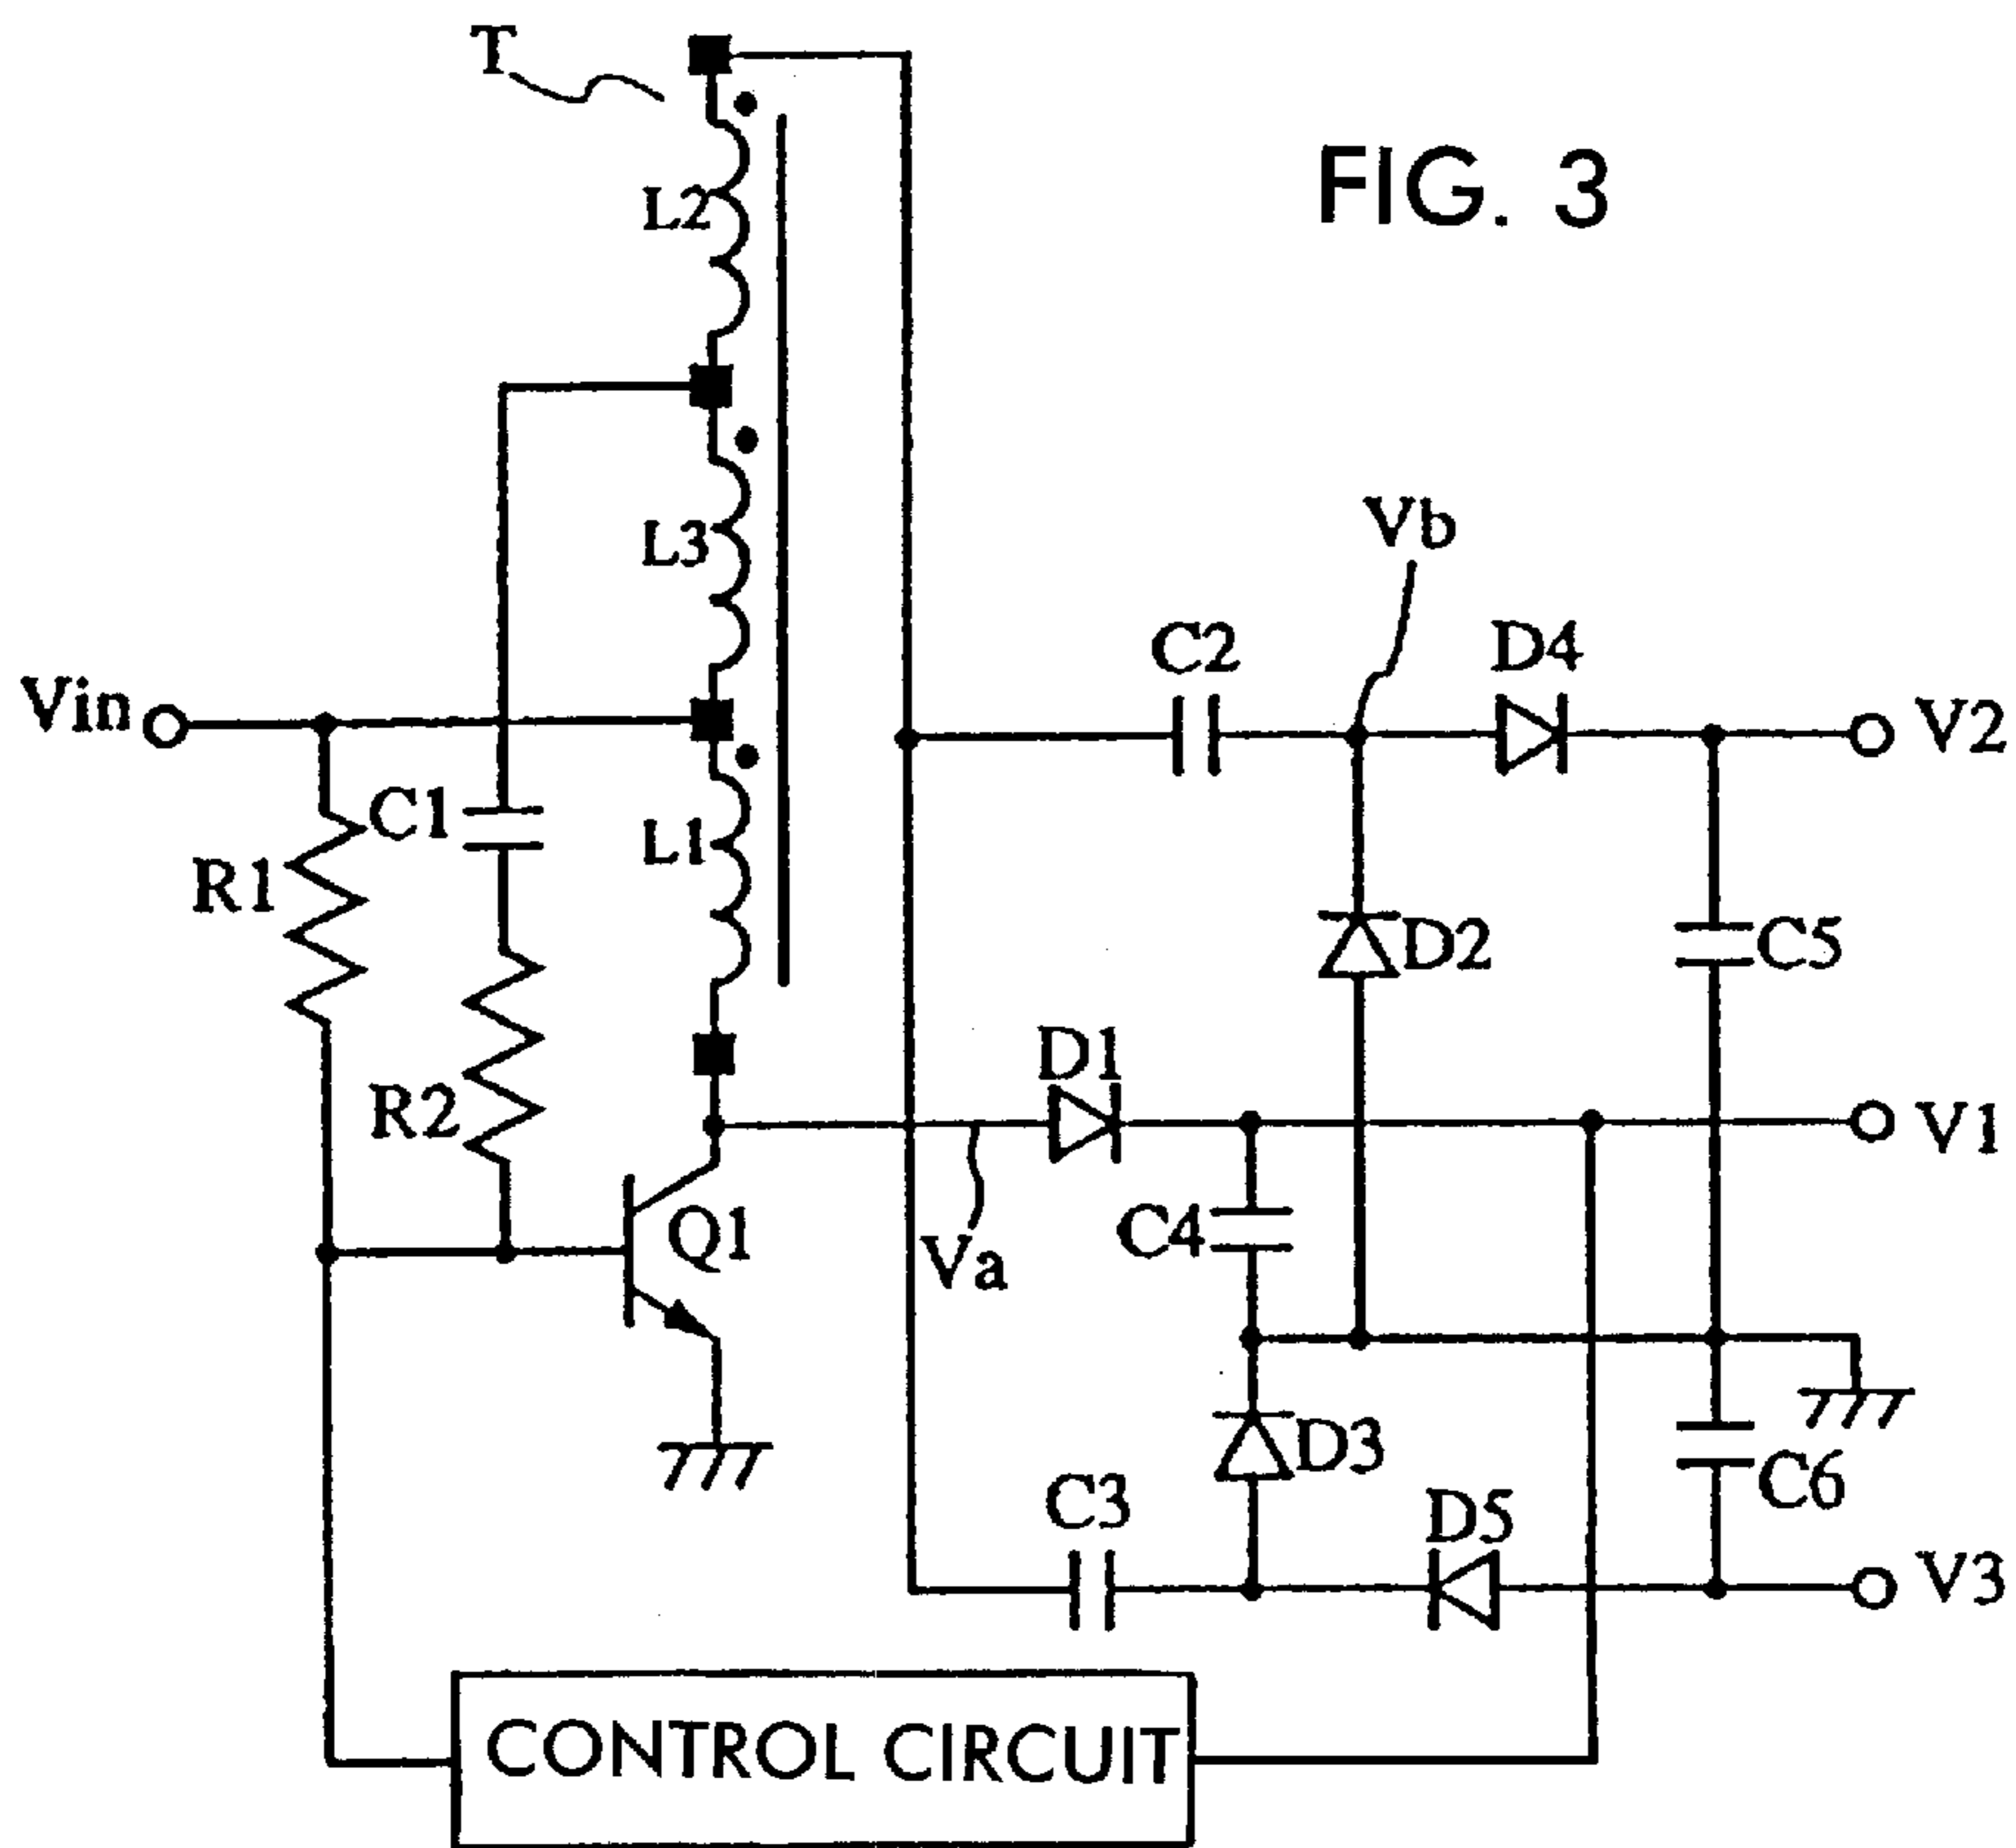 T
FIG. 3
L2
Vb
L3
C2
D4
Vin
V2
C1
L1
R1
D2
C5
D1
R2
V1
Q1
C4
Va
D3
C3
D5
C6
V3
CONTROL CIRCUIT